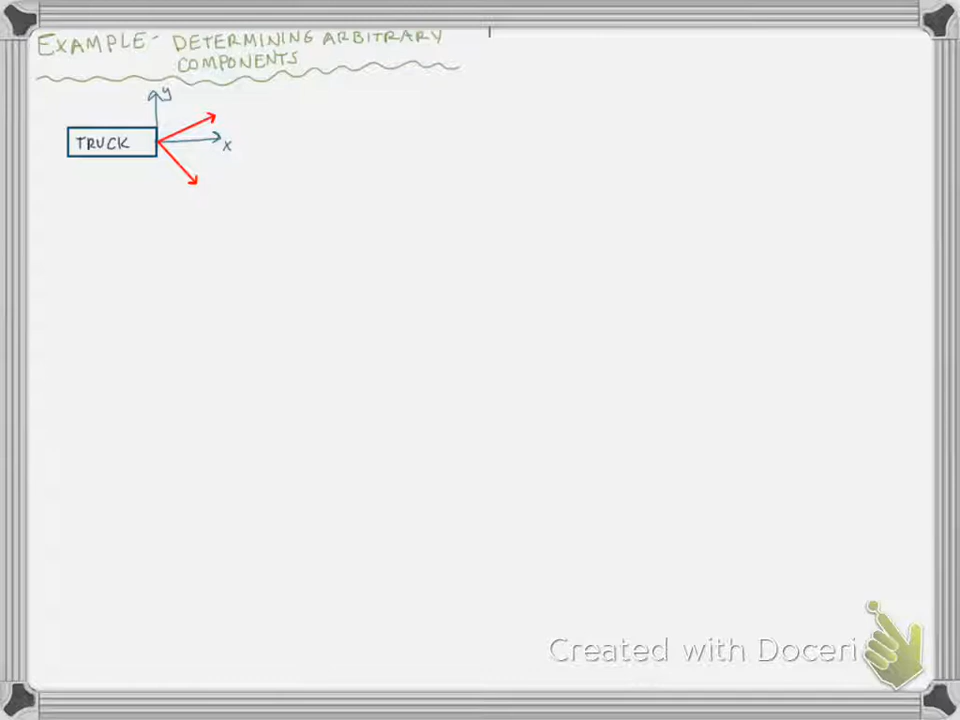 EXAMPLE- DETERMINING ARBITRARY
COMPONENTS
y
TRUCK
x
Created with Doceri